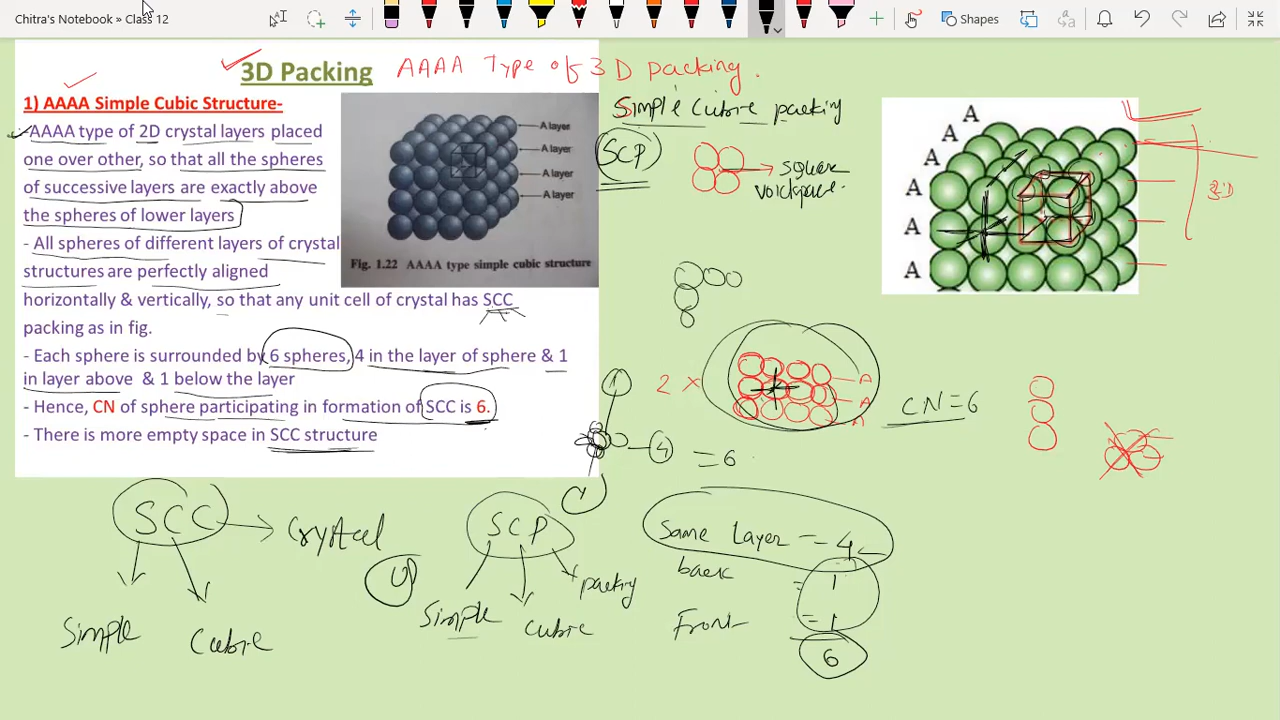 Chitra's Notebook » Class 12
Shapes
3D Packing
AAAA Type of 3D packing.
1) AAAA Simple Cubic Structure-
AAAA type of 2D crystal layers placed
one over other, so that all the spheres
of successive layers are exactly above
the spheres of lower layers
- All spheres of different layers of crystal
structures are perfectly aligned
horizontally & vertically, so that any unit cell of crystal has SCC
packing as in fig.
- Each sphere is surrounded by 6 spheres, 4 in the layer of sphere & 1
in layer above & 1 below the layer
- Hence, CN of sphere participating in formation of SCC is 6.
- There is more empty space in SCC structure
A layer
A layer
A layer
A layer
Fig. 1.22 AAAA type simple cubic structure
Simple Cubic packing
SCP
square
voidspace.
A
A
A
A
A
A
3D
2 ×
A
A
A
CN=6
1
4
=6
SCC
Crystal
Simple
Cubic
SCP
Simple
cubic
packing
Same Layer = 4
back = 1
Front = 1
6